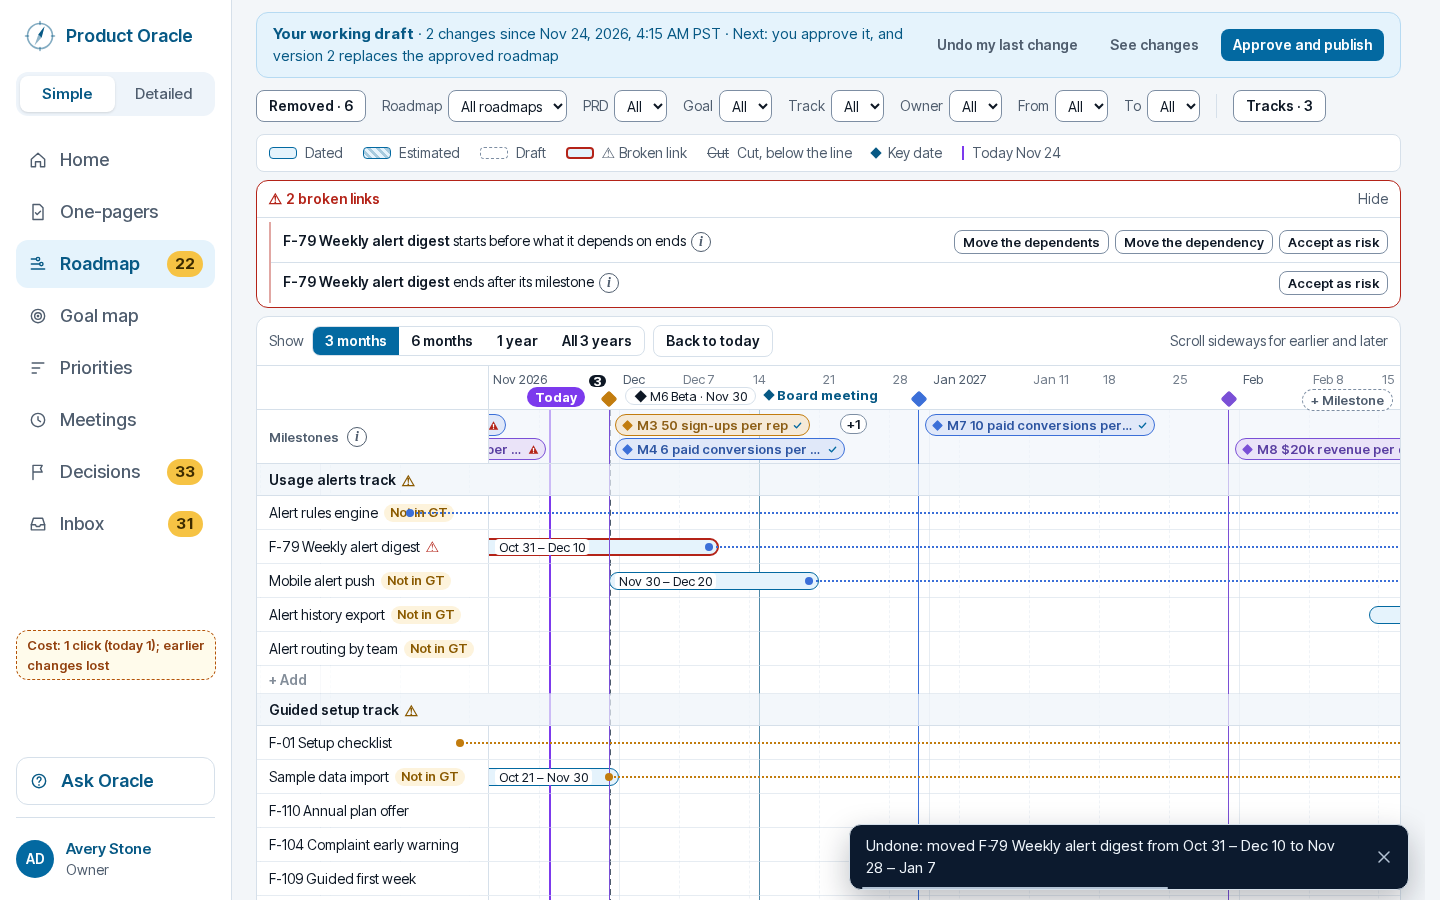 Product Oracle
Simple
Detailed
Home
One-pagers
Roadmap
22
Goal map
Priorities
Meetings
Decisions
33
Inbox
31
Cost: 1 click (today 1); earlier
changes lost
Ask Oracle
AD
Avery Stone
Owner
Your working draft · 2 changes since Nov 24, 2026, 4:15 AM PST · Next: you approve it, and
version 2 replaces the approved roadmap
Undo my last change
See changes
Approve and publish
Removed · 6
Roadmap
All roadmaps
PRD
All
Goal
All
Track
All
Owner
All
From
All
To
All
Tracks · 3
Dated
Estimated
Draft
⚠ Broken link
Cut
Cut, below the line
Key date
Today Nov 24
⚠ 2 broken links
Hide
F-79 Weekly alert digest starts before what it depends on ends
i
Move the dependents
Move the dependency
Accept as risk
F-79 Weekly alert digest ends after its milestone
i
Accept as risk
Show
3 months
6 months
1 year
All 3 years
Back to today
Scroll sideways for earlier and later
Nov 2026
3
Dec
Dec 7
14
21
28
Jan 2027
Jan 11
18
25
Feb
Feb 8
15
Today
M6 Beta · Nov 30
Board meeting
+ Milestone
Milestones
i
M3 50 sign-ups per rep ✓
+1
M7 10 paid conversions per... ✓
per ...
M4 6 paid conversions per ... ✓
M8 $20k revenue per
Usage alerts track ⚠
Alert rules engine
Not in GT
F-79 Weekly alert digest ⚠
Oct 31 – Dec 10
Mobile alert push
Not in GT
Nov 30 – Dec 20
Alert history export
Not in GT
Alert routing by team
Not in GT
+ Add
Guided setup track ⚠
F-01 Setup checklist
Sample data import
Not in GT
Oct 21 – Nov 30
F-110 Annual plan offer
F-104 Complaint early warning
F-109 Guided first week
Undone: moved F-79 Weekly alert digest from Oct 31 – Dec 10 to Nov
28 – Jan 7